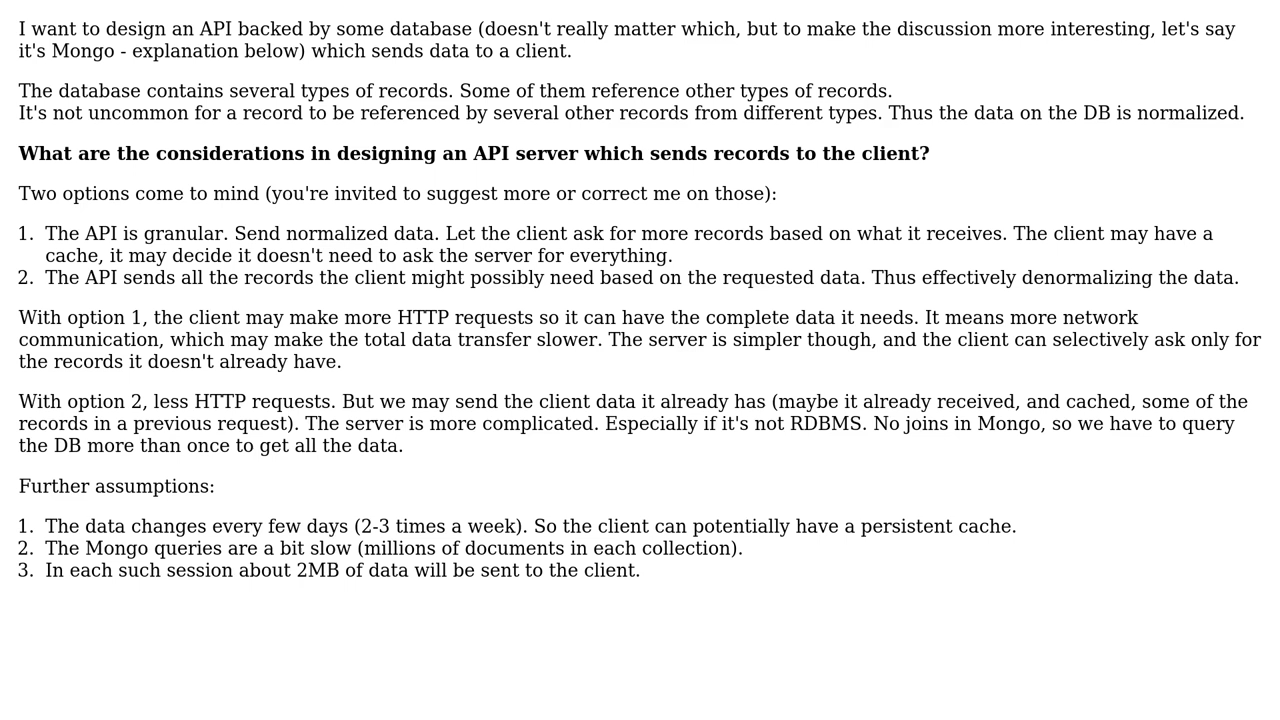 I want to design an API backed by some database (doesn't really matter which, but to make the discussion more interesting, let's say
it's Mongo - explanation below) which sends data to a client.
The database contains several types of records. Some of them reference other types of records.
It's not uncommon for a record to be referenced by several other records from different types. Thus the data on the DB is normalized.
What are the considerations in designing an API server which sends records to the client?
Two options come to mind (you're invited to suggest more or correct me on those):
1. The API is granular. Send normalized data. Let the client ask for more records based on what it receives. The client may have a
cache, it may decide it doesn't need to ask the server for everything.
2. The API sends all the records the client might possibly need based on the requested data. Thus effectively denormalizing the data.
With option 1, the client may make more HTTP requests so it can have the complete data it needs. It means more network
communication, which may make the total data transfer slower. The server is simpler though, and the client can selectively ask only for
the records it doesn't already have.
With option 2, less HTTP requests. But we may send the client data it already has (maybe it already received, and cached, some of the
records in a previous request). The server is more complicated. Especially if it's not RDBMS. No joins in Mongo, so we have to query
the DB more than once to get all the data.
Further assumptions:
1. The data changes every few days (2-3 times a week). So the client can potentially have a persistent cache.
2. The Mongo queries are a bit slow (millions of documents in each collection).
3. In each such session about 2MB of data will be sent to the client.